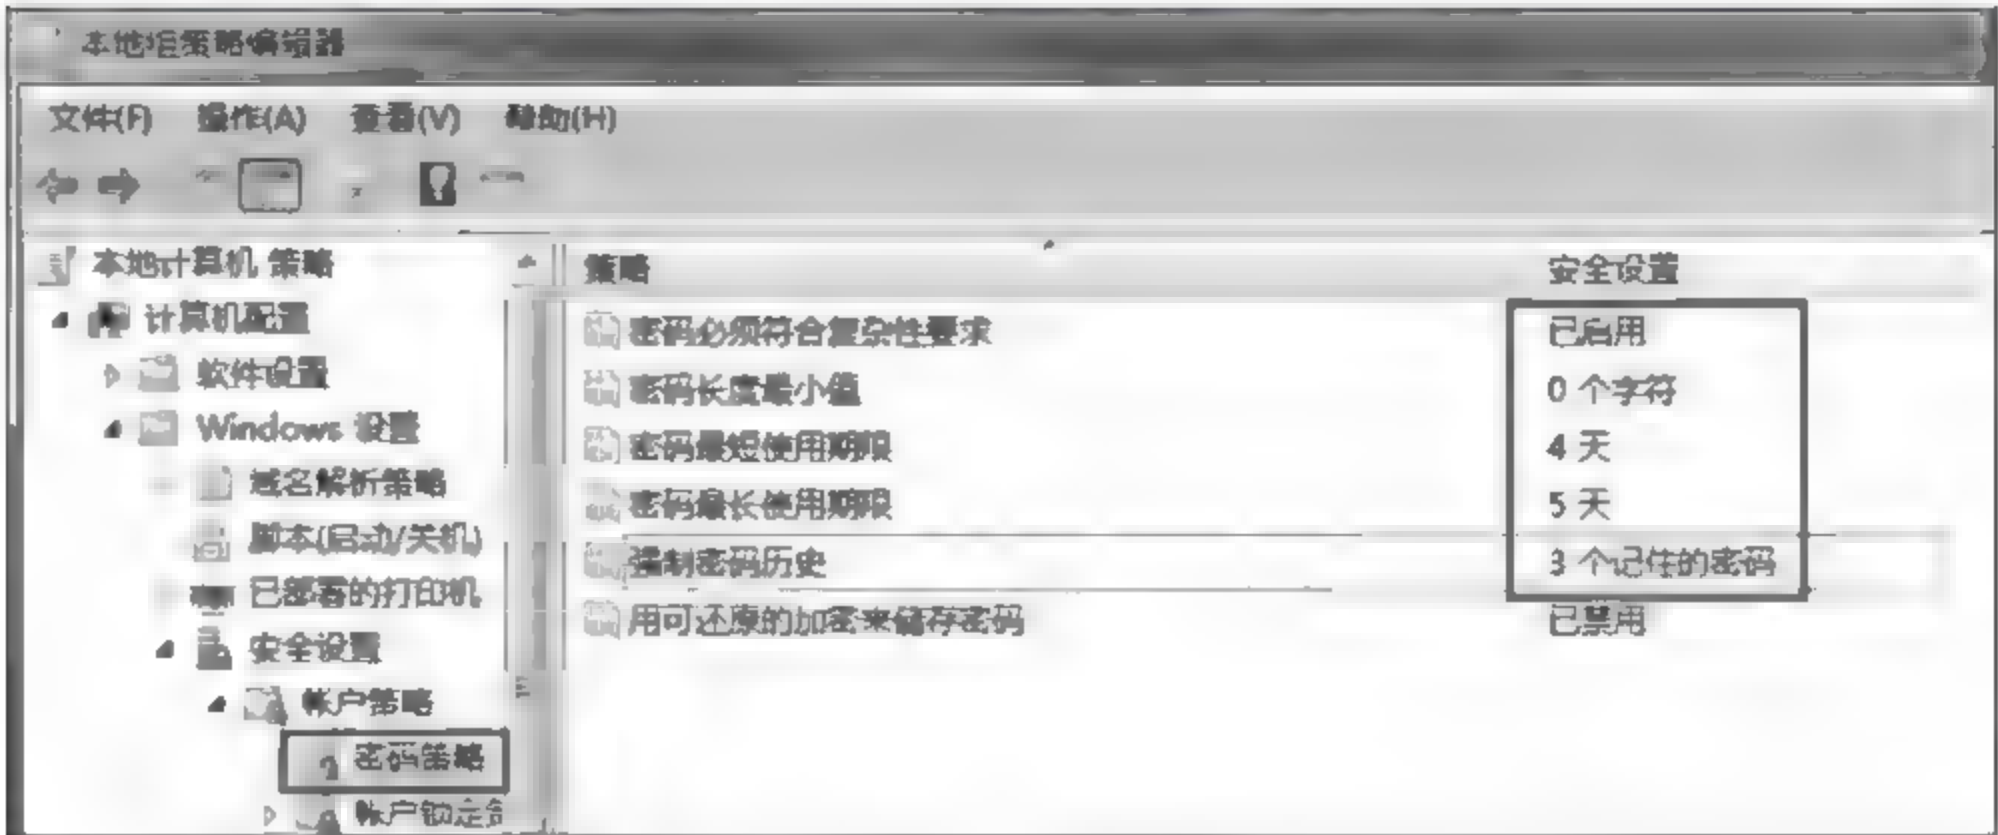 本地组策略编辑器
文件(F) 操作(A) 查看(V) 帮助(H)
本地计算机 策略
计算机配置
软件设置
Windows 设置
域名解析策略
脚本(启动/关机)
已部署的打印机
安全设置
帐户策略
密码策略
帐户锁定策
策略 安全设置
密码必须符合复杂性要求 已启用
密码长度最小值 0 个字符
密码最短使用期限 4 天
密码最长使用期限 5 天
强制密码历史 3 个记住的密码
用可还原的加密来储存密码 已禁用